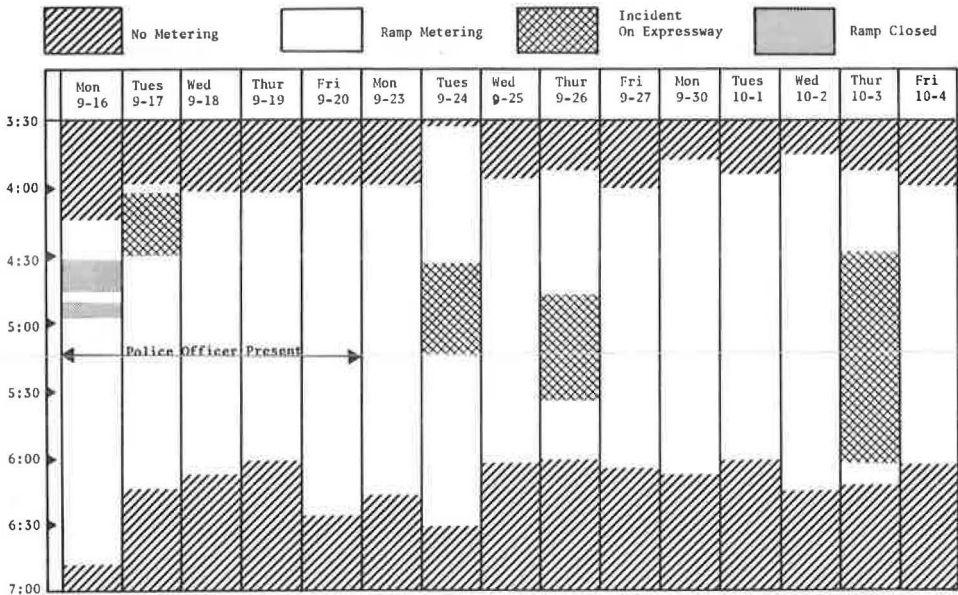 No Metering
Ramp Metering
Incident
On Expressway
Ramp Closed
Mon
9-16
Tues
9-17
Wed
9-18
Thur
9-19
Fri
9-20
Mon
9-23
Tues
9-24
Wed
9-25
Thur
9-26
Fri
9-27
Mon
9-30
Tues
10-1
Wed
10-2
Thur
10-3
Fri
10-4
3:30
4:00
4:30
5:00
Police Officer Present
5:30
6:00
6:30
7:00